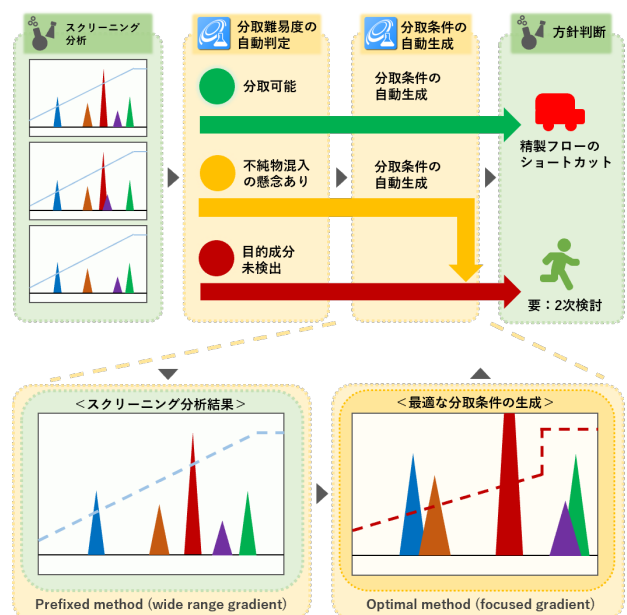 スクリーニング
分析
分取難易度の
自動判定
分取条件の
自動生成
方針判断
分取可能
分取条件の
自動生成
精製フローの
ショートカット
不純物混入
の懸念あり
分取条件の
自動生成
目的成分
未検出
要：2次検討
＜スクリーニング分析結果＞
＜最適な分取条件の生成＞
Prefixed method (wide range gradient)
Optimal method (focused gradient)